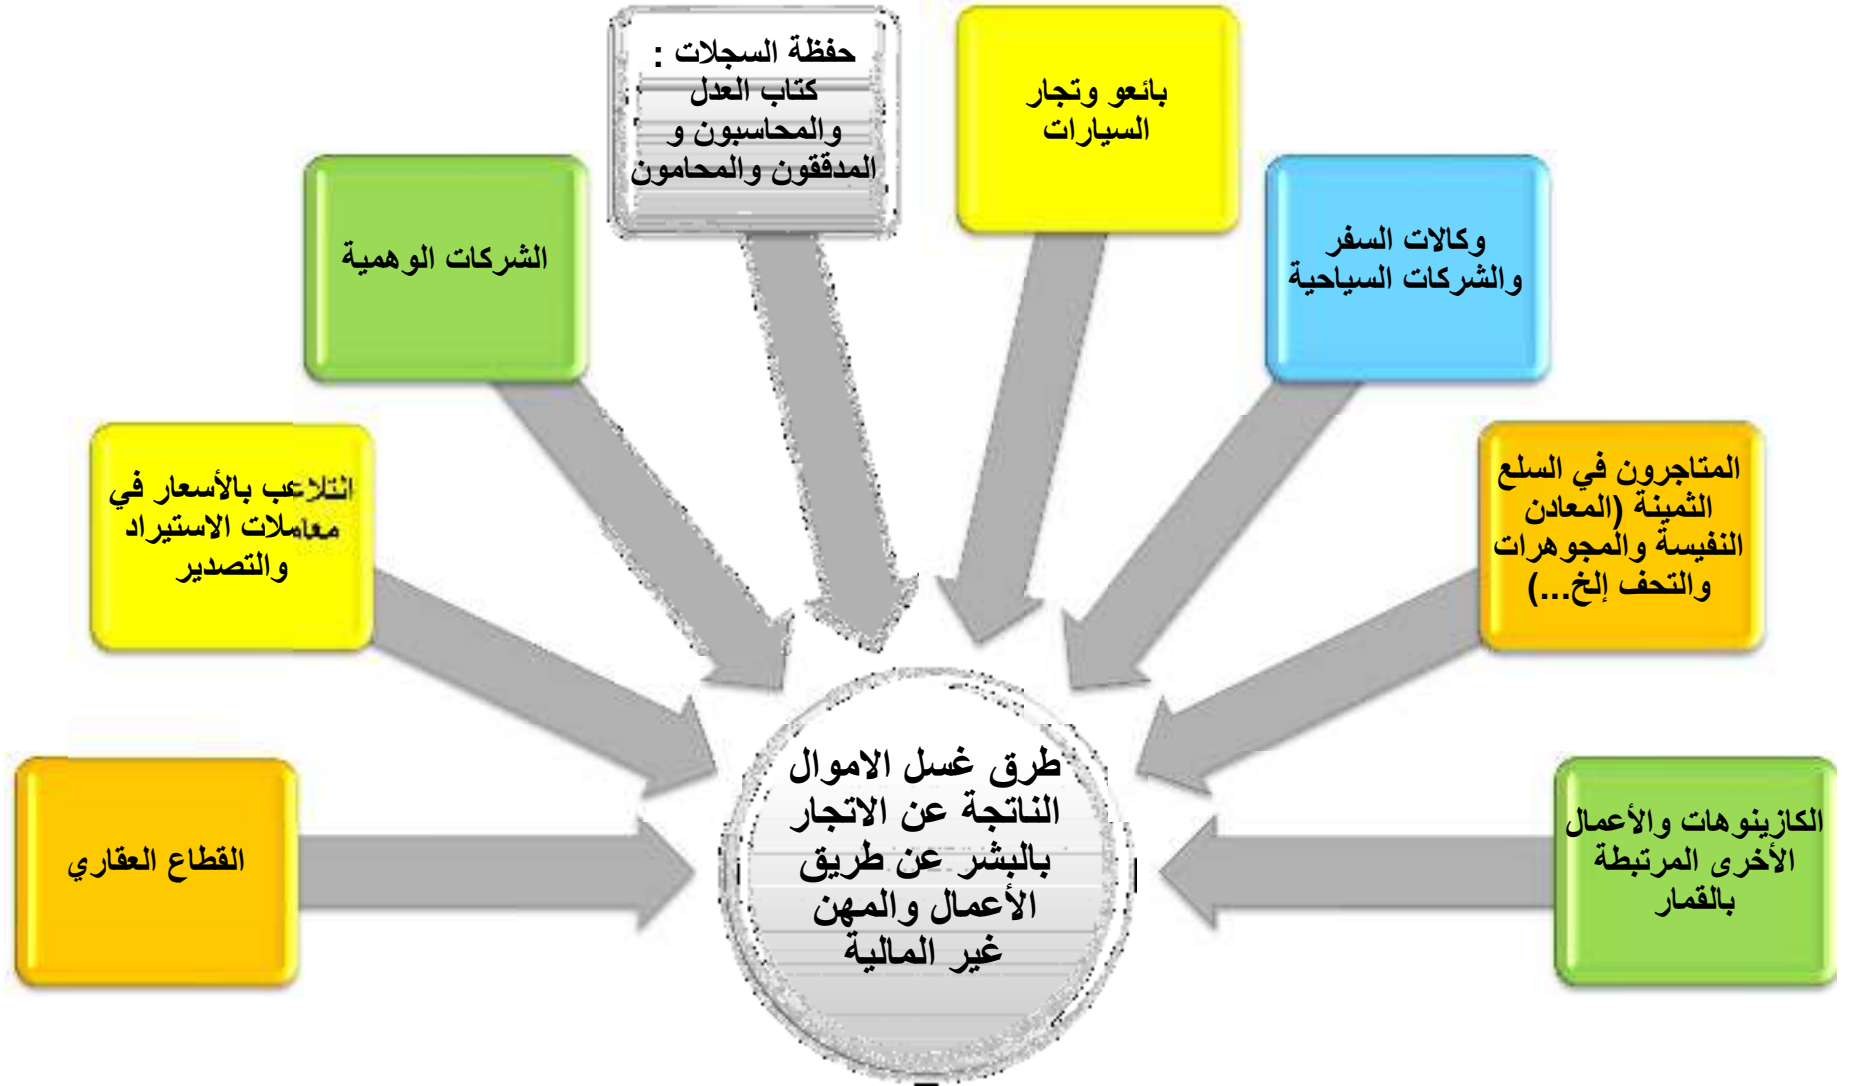 حفظة السجلات :
كتاب العدل
والمحاسبون و
المدققون والمحامون
بائعو وتجار
السيارات
الشركات الوهمية
وكالات السفر
والشركات السياحية
التلاعب بالأسعار في
معاملات الاستيراد
والتصدير
المتاجرون في السلع
الثمينة (المعادن
النفيسة والمجوهرات
والتحف إلخ...)
القطاع العقاري
الكازينوهات والأعمال
الأخرى المرتبطة
بالقمار
طرق غسل الاموال
الناتجة عن الاتجار
بالبشر عن طريق
الأعمال والمهن
غير المالية